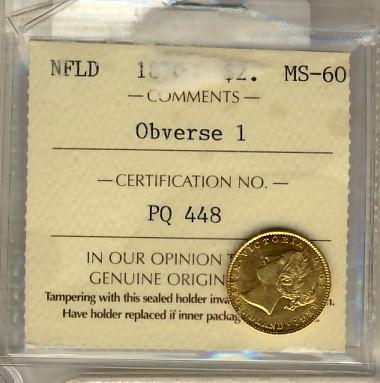 NFLD $2. MS-60
— COMMENTS —
Obverse 1
— CERTIFICATION NO. —
PQ 448
IN OUR OPINION
GENUINE
Tampering with this sealed holder
Have holder replaced if inner
VICTORIA